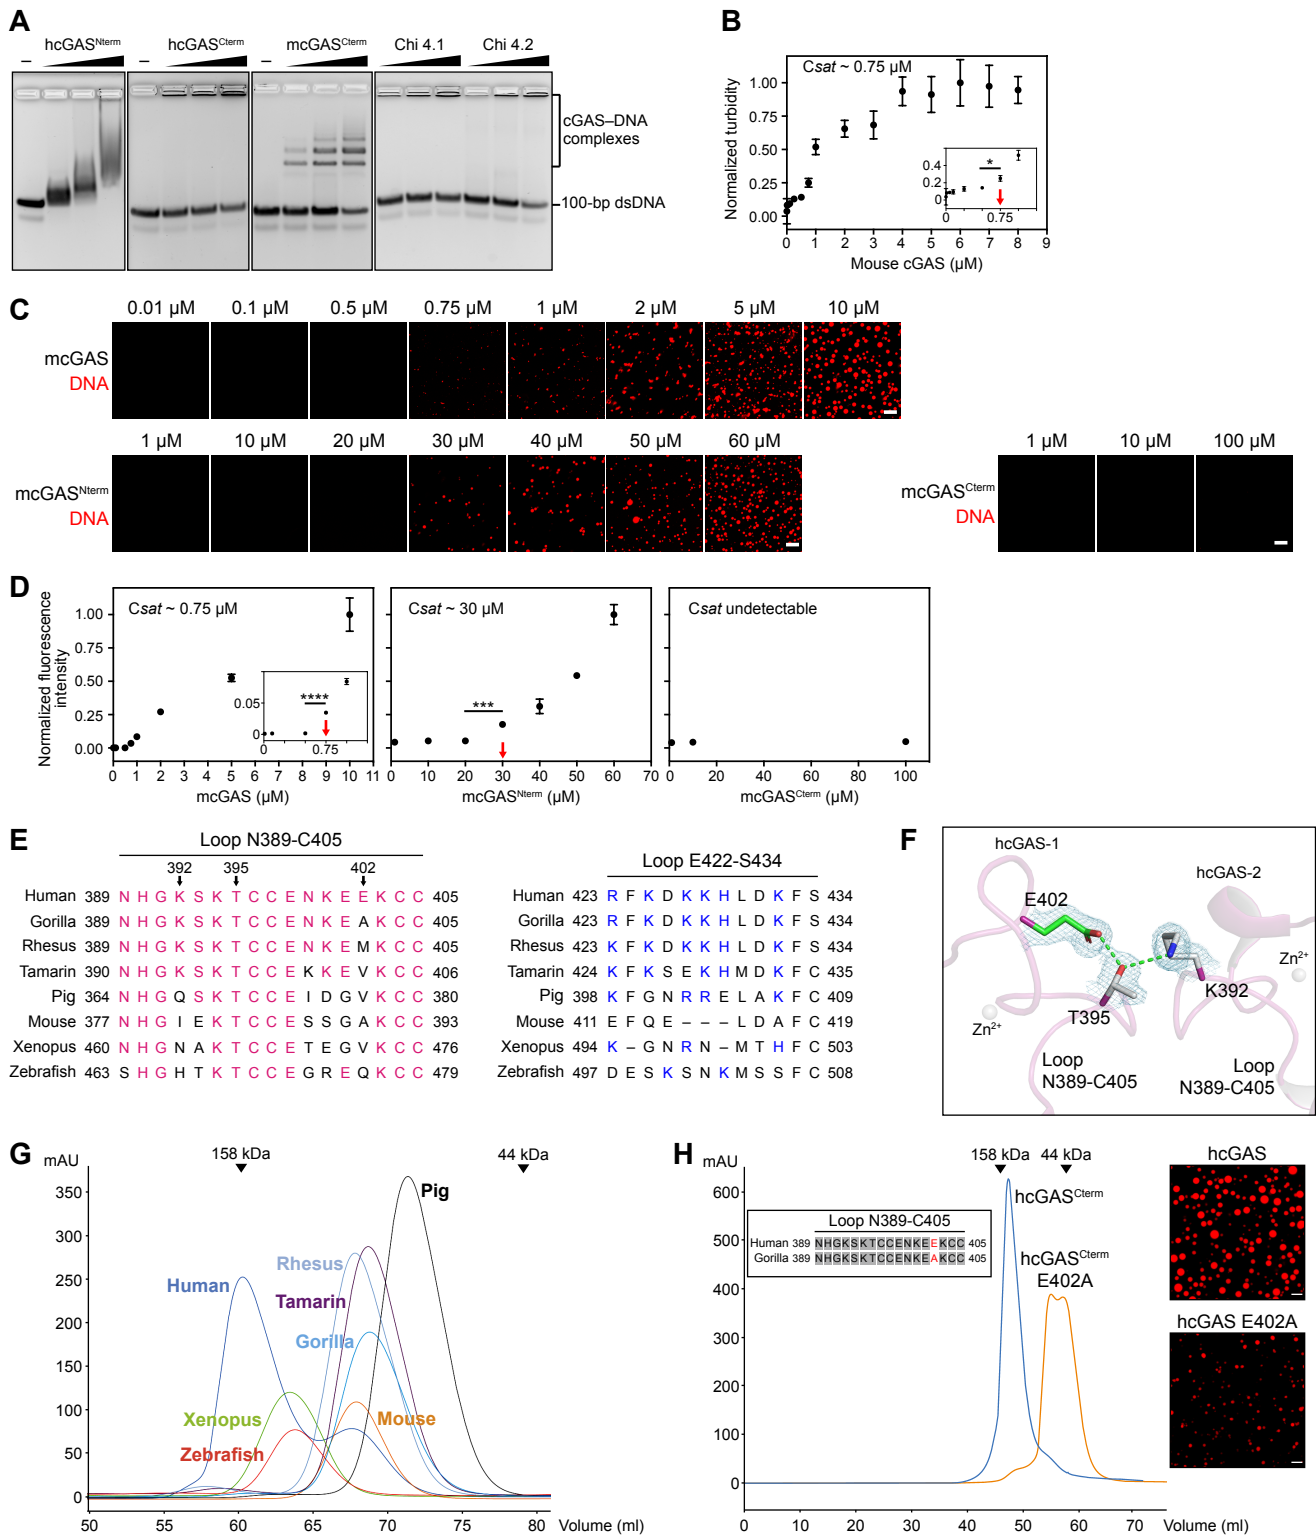 A
hcGAS^Nterm hcGAS^Cterm mcGAS^Cterm Chi 4.1 Chi 4.2
– – –
cGAS–DNA
complexes
100-bp dsDNA
B
Csat ~ 0.75 µM
Normalized turbidity
1.00
0.75
0.50
0.25
0.00
0.4
0.2
0
*
0 0.75
0 1 2 3 4 5 6 7 8 9
Mouse cGAS (µM)
C
0.01 µM 0.1 µM 0.5 µM 0.75 µM 1 µM 2 µM 5 µM 10 µM
mcGAS
DNA
1 µM 10 µM 20 µM 30 µM 40 µM 50 µM 60 µM
mcGAS^Nterm
DNA
1 µM 10 µM 100 µM
mcGAS^Cterm
DNA
D
Normalized fluorescence
intensity
1.00
0.75
0.50
0.25
0.00
Csat ~ 0.75 µM
0.05
0
****
0 0.75
0 1 2 3 4 5 6 7 8 9 10 11
mcGAS (µM)
Csat ~ 30 µM
***
0 10 20 30 40 50 60 70
mcGAS^Nterm (µM)
Csat undetectable
0 20 40 60 80 100
mcGAS^Cterm (µM)
E
Loop N389-C405
392 395 402
Human 389 N H G K S K T C C E N K E E K C C 405
Gorilla 389 N H G K S K T C C E N K E A K C C 405
Rhesus 389 N H G K S K T C C E N K E M K C C 405
Tamarin 390 N H G K S K T C C E K K E V K C C 406
Pig 364 N H G Q S K T C C E I D G V K C C 380
Mouse 377 N H G I E K T C C E S S G A K C C 393
Xenopus 460 N H G N A K T C C E T E G V K C C 476
Zebrafish 463 S H G H T K T C C E G R E Q K C C 479
Loop E422-S434
Human 423 R F K D K K H L D K F S 434
Gorilla 423 R F K D K K H L D K F S 434
Rhesus 423 K F K D K K H L D K F S 434
Tamarin 424 K F K S E K H M D K F C 435
Pig 398 K F G N R R E L A K F C 409
Mouse 411 E F Q E – – – L D A F C 419
Xenopus 494 K – G N R N – M T H F C 503
Zebrafish 497 D E S K S N K M S S F C 508
F
hcGAS-1
hcGAS-2
E402
Zn2+
K392
T395
Zn2+
Loop
N389-C405
Loop
N389-C405
G
mAU
158 kDa 44 kDa
350
300
250
200
150
100
50
0
Pig
Rhesus
Human
Tamarin
Gorilla
Xenopus
Mouse
Zebrafish
50 55 60 65 70 75 80 Volume (ml)
H
mAU
158 kDa 44 kDa
600
500
400
300
200
100
0
hcGAS^Cterm
hcGAS^Cterm
E402A
Loop N389-C405
Human 389 NHGKSKTCCENKEEKCC 405
Gorilla 389 NHGKSKTCCENKEAKCC 405
0 10 20 30 40 50 60 70 Volume (ml)
hcGAS
hcGAS E402A